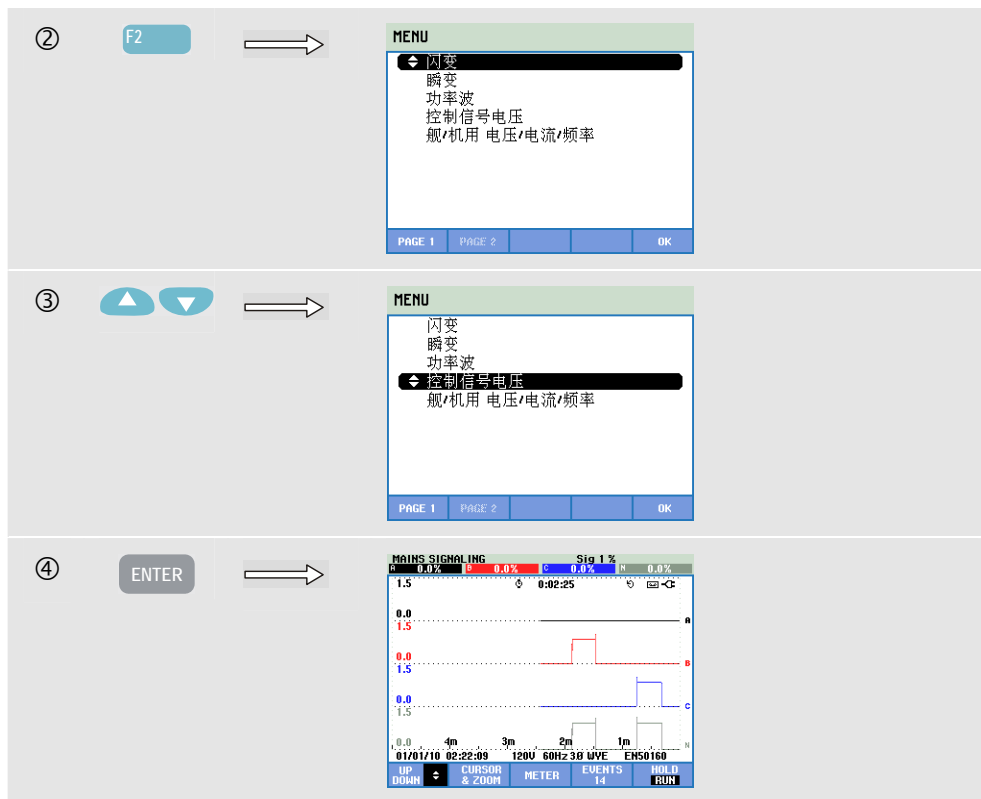 ② F2
MENU
闪变
瞬变
功率波
控制信号电压
舰/机用 电压/电流/频率
PAGE 1 PAGE 2 OK
③
MENU
闪变
瞬变
功率波
控制信号电压
舰/机用 电压/电流/频率
PAGE 1 PAGE 2 OK
④ ENTER
MAINS SIGNALING Sig 1 %
A 0.0% B 0.0% C 0.0% N 0.0%
1.5 0:02:25
0.0 A
1.5
0.0 B
1.5
0.0 C
1.5
0.0 4m 3m 2m 1m N
01/01/10 02:22:09 120V 60Hz 3Ø WYE EN50160
UP DOWN CURSOR & ZOOM METER EVENTS 14 HOLD RUN